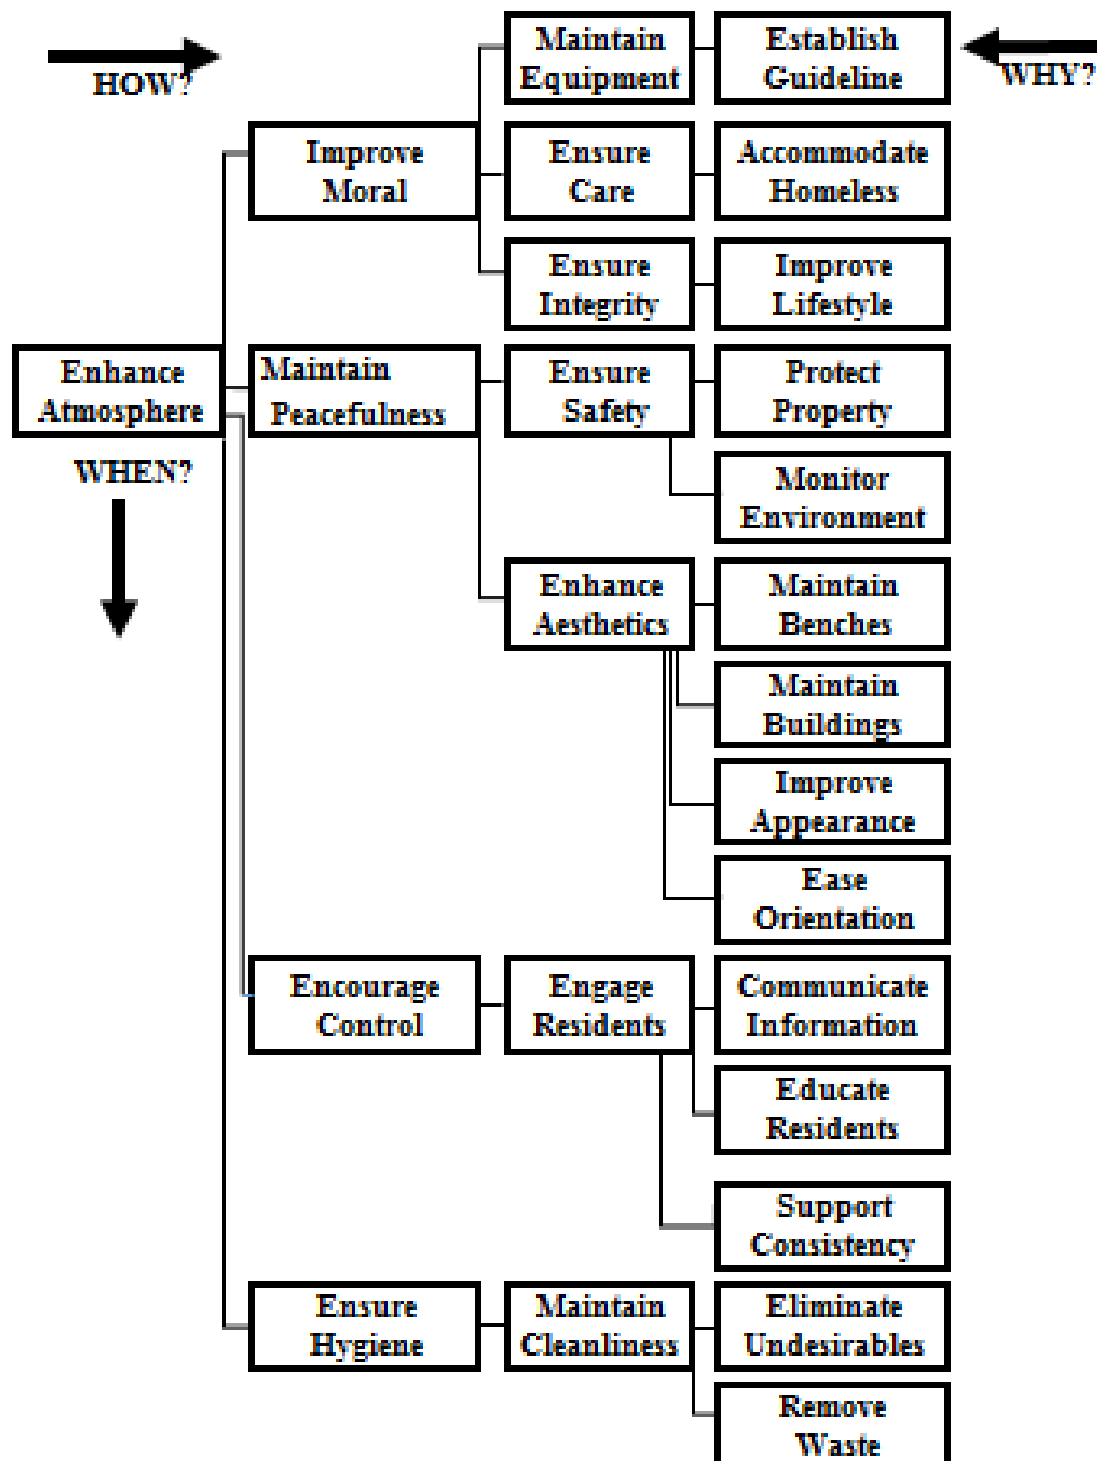 HOW?
Maintain
Equipment
Establish
Guideline
WHY?
Improve
Moral
Ensure
Care
Accommodate
Homeless
Ensure
Integrity
Improve
Lifestyle
Enhance
Atmosphere
Maintain
Peacefulness
Ensure
Safety
Protect
Property
WHEN?
Monitor
Environment
Enhance
Aesthetics
Maintain
Benches
Maintain
Buildings
Improve
Appearance
Ease
Orientation
Encourage
Control
Engage
Residents
Communicate
Information
Educate
Residents
Support
Consistency
Ensure
Hygiene
Maintain
Cleanliness
Eliminate
Undesirables
Remove
Waste